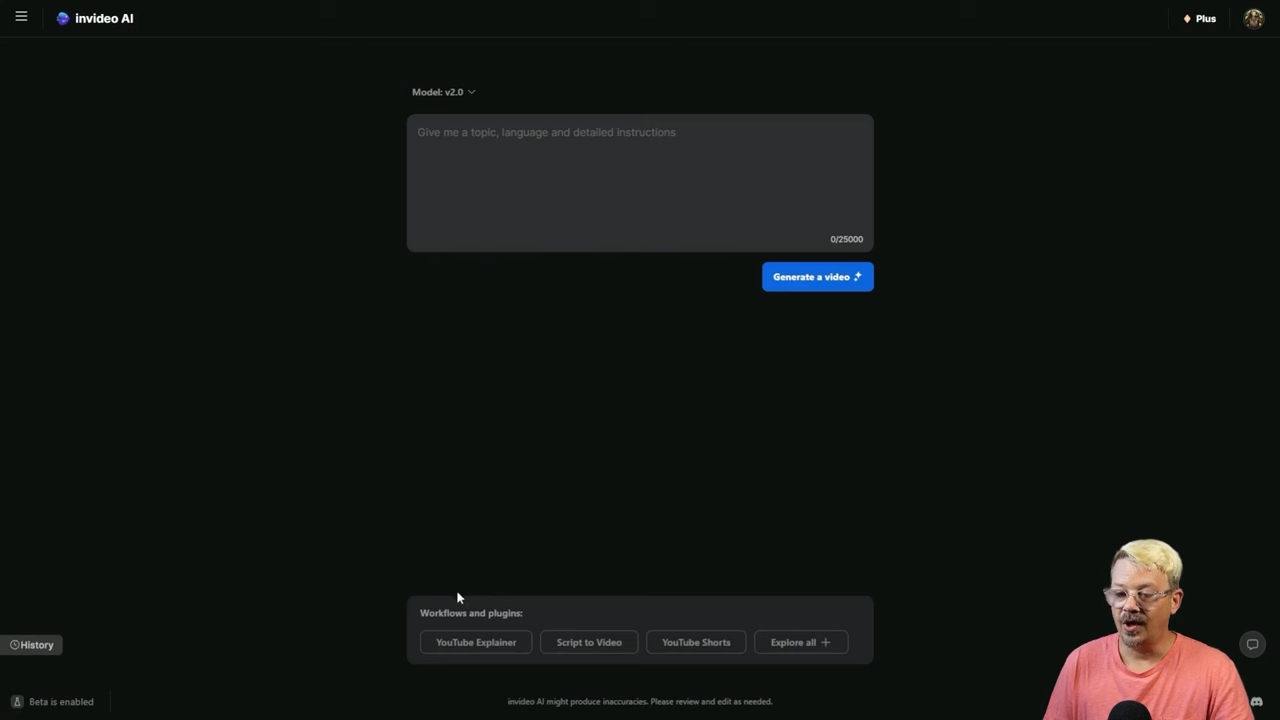 invideo AI
Plus
Model: v2.0
Give me a topic, language and detailed instructions
0/25000
Generate a video
Workflows and plugins:
YouTube Explainer
Script to Video
YouTube Shorts
Explore all +
History
Beta is enabled
invideo AI might produce inaccuracies. Please review and edit as needed.